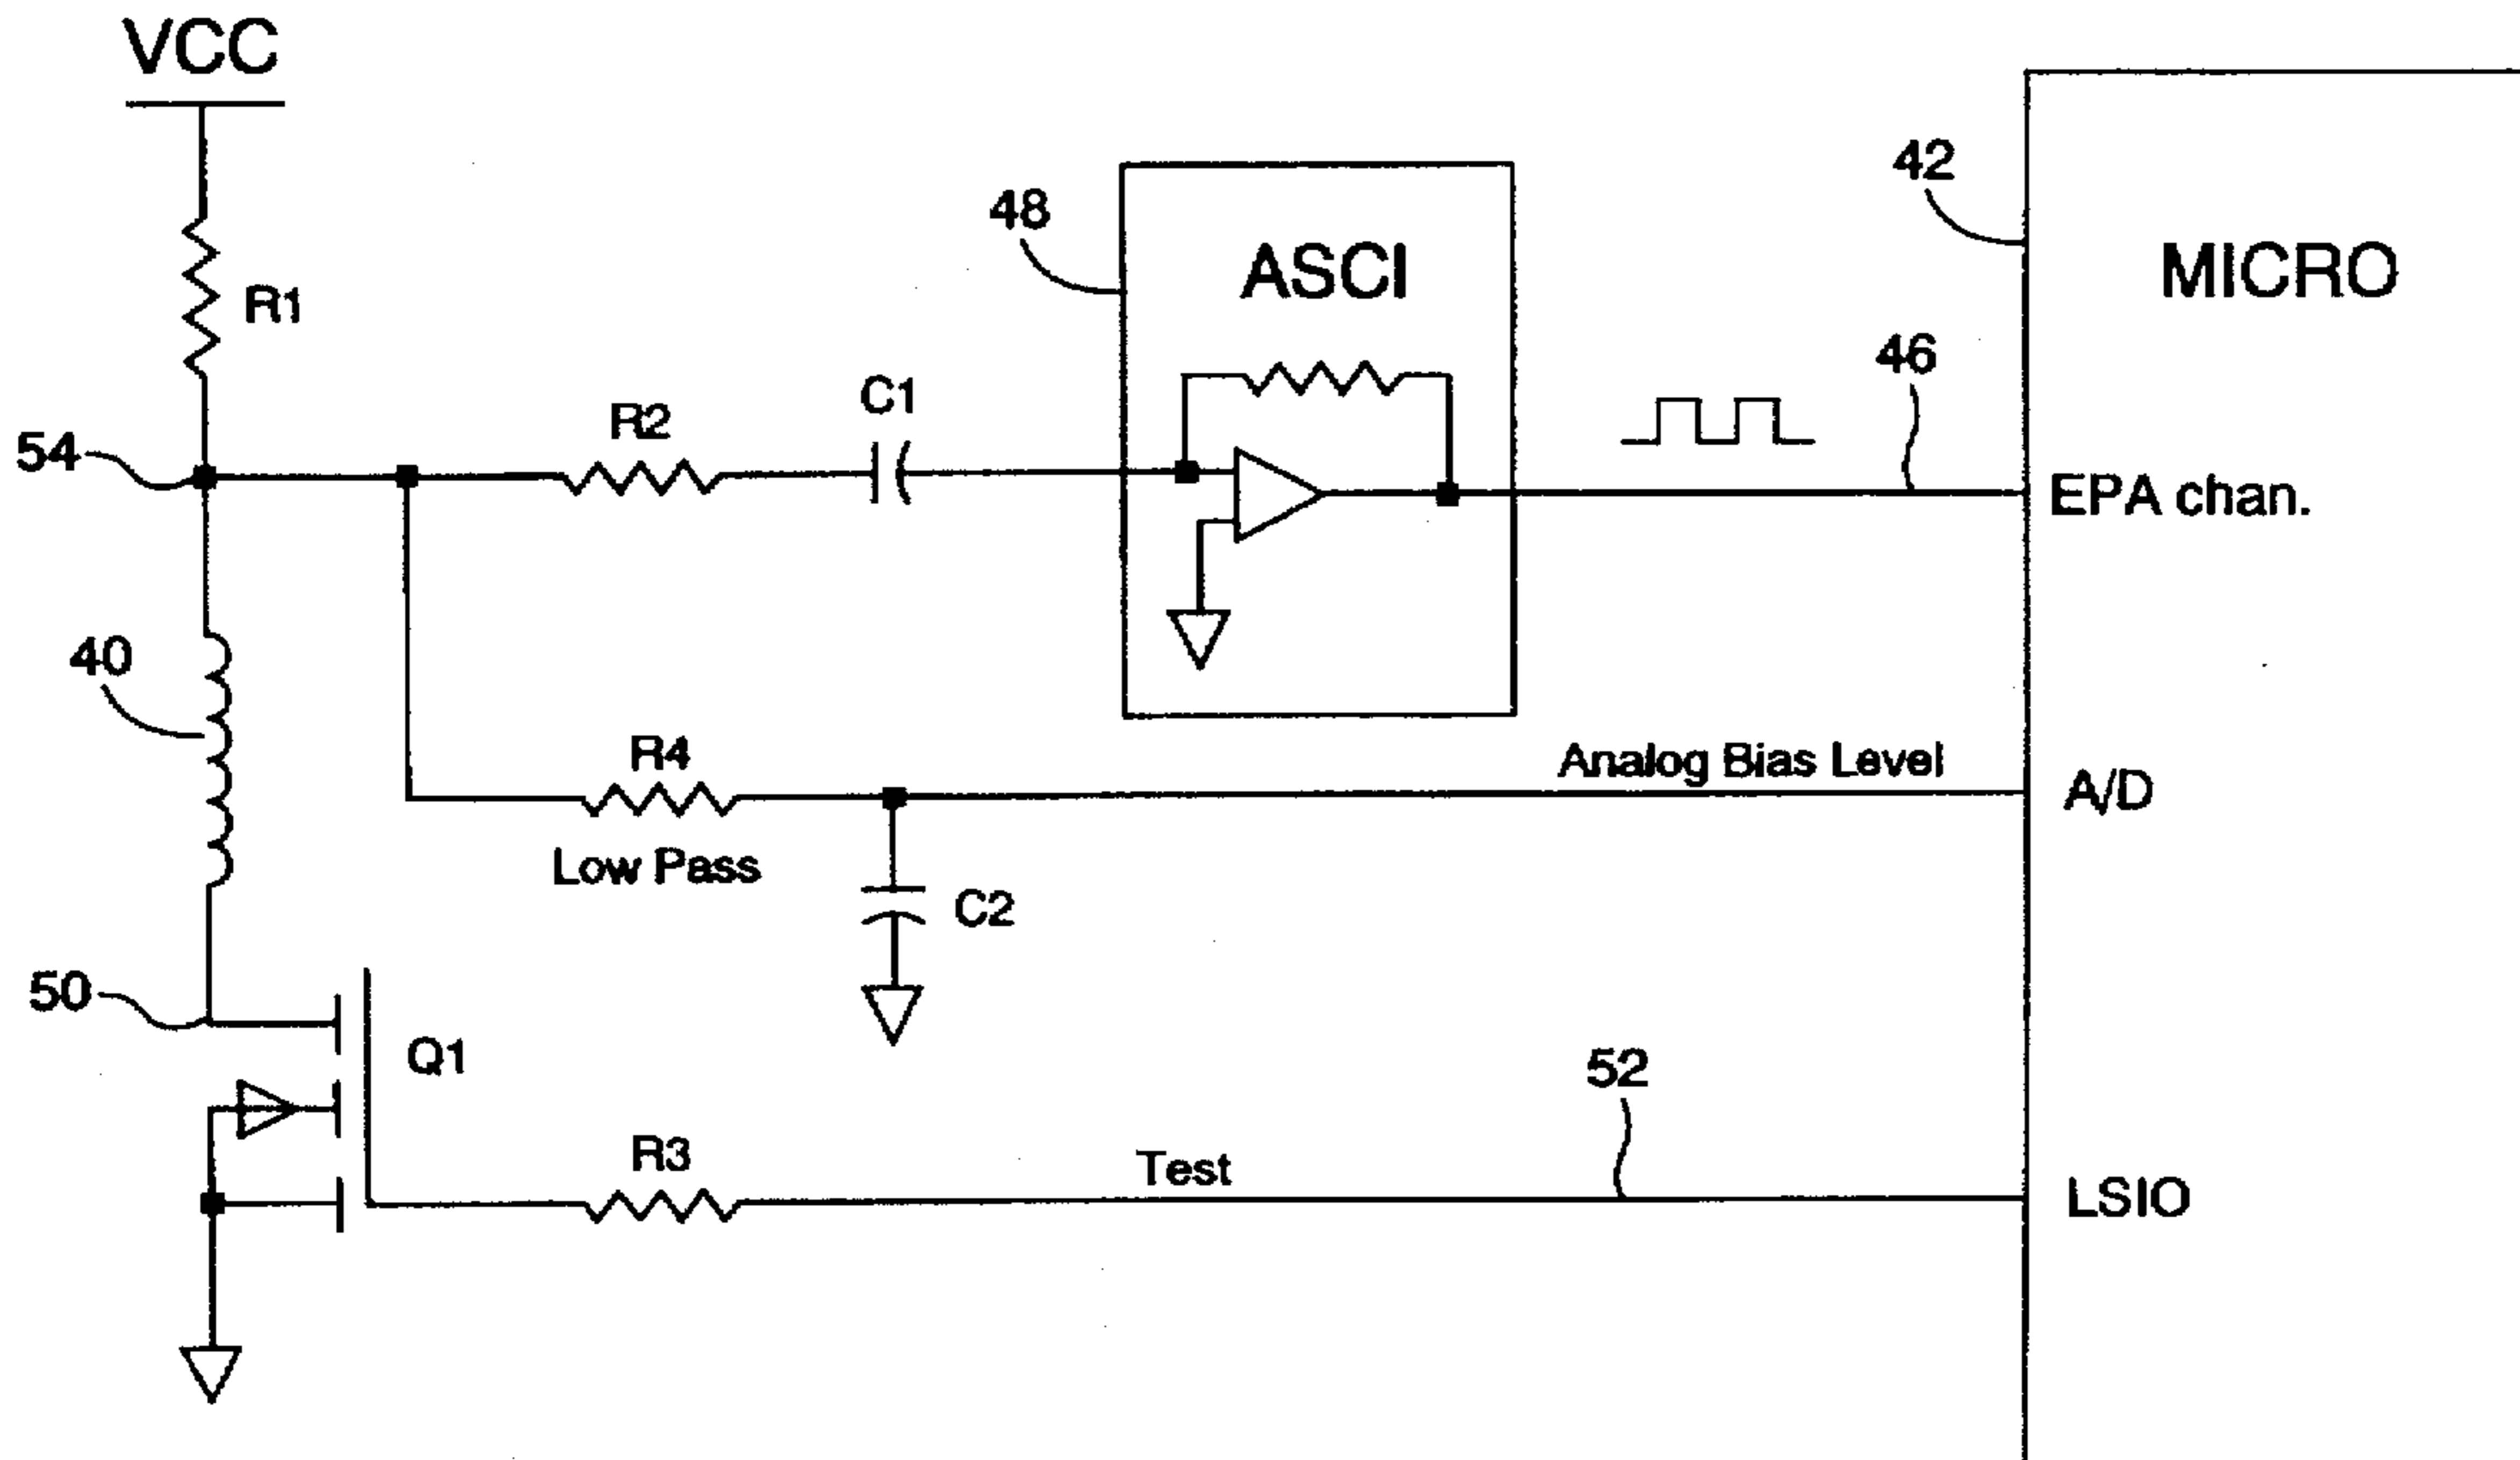 VCC
42
48
ASCI
MICRO
R1
46
C1
R2
54
EPA chan.
40
R4
Analog Bias Level
A/D
Low Pass
C2
50
Q1
52
R3
Test
LSIO